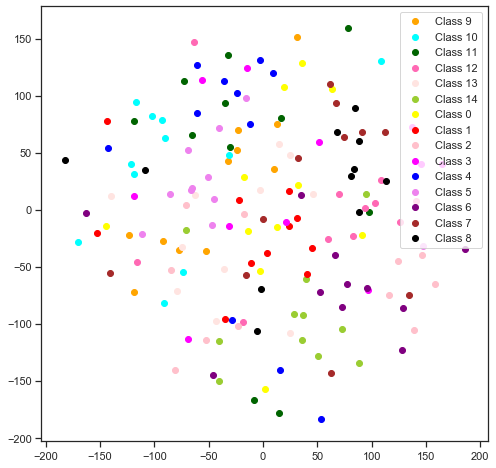 150
100
50
0
−50
−100
−150
−200
−200
−150
−100
−50
0
50
100
150
200
Class 9
Class 10
Class 11
Class 12
Class 13
Class 14
Class 0
Class 1
Class 2
Class 3
Class 4
Class 5
Class 6
Class 7
Class 8